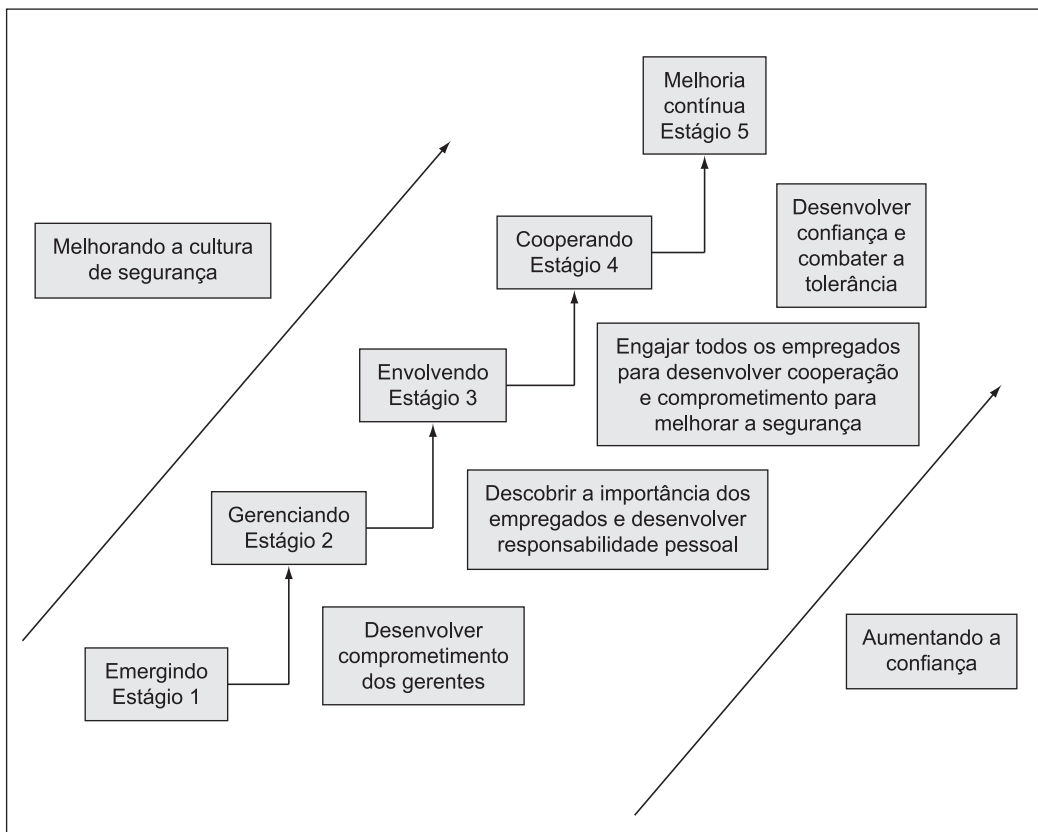 Melhoria
contínua
Estágio 5
Desenvolver
confiança e
combater a
tolerância
Melhorando a cultura
de segurança
Cooperando
Estágio 4
Engajar todos os empregados
para desenvolver cooperação
e comprometimento para
melhorar a segurança
Envolvendo
Estágio 3
Descobrir a importância dos
empregados e desenvolver
responsabilidade pessoal
Gerenciando
Estágio 2
Desenvolver
comprometimento
dos gerentes
Aumentando a
confiança
Emergindo
Estágio 1